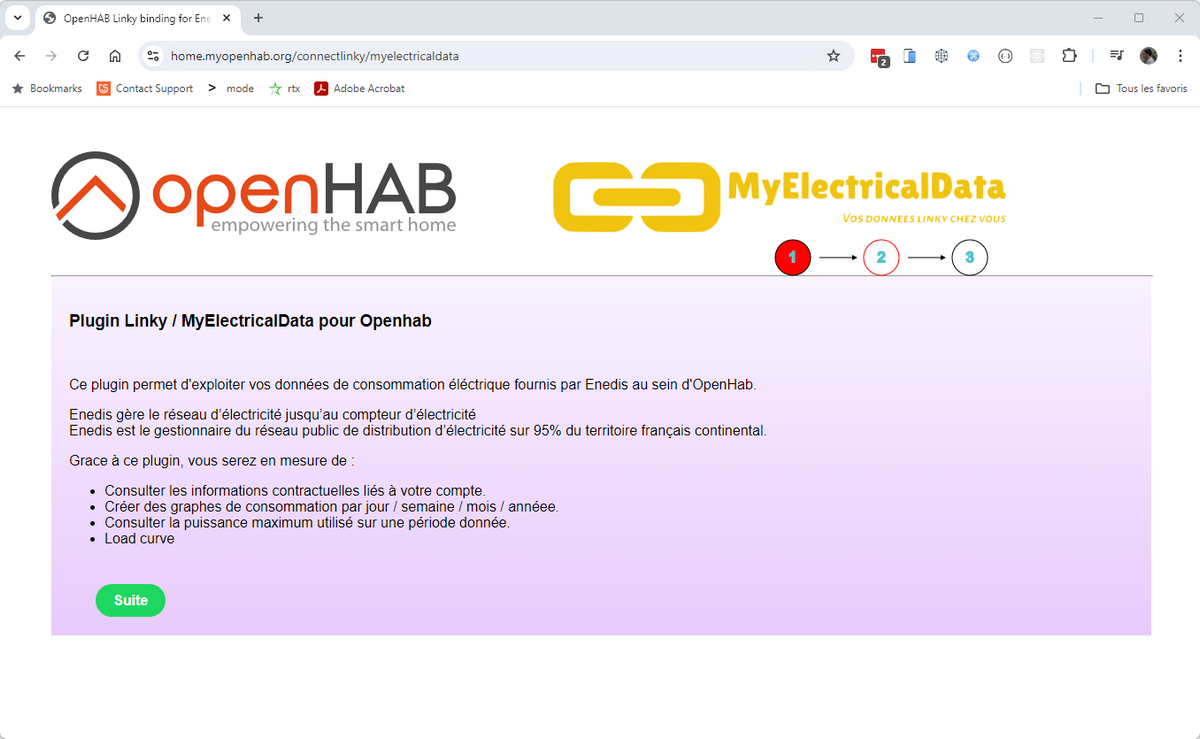 OpenHAB Linky binding for Ene
home.myopenhab.org/connectlinky/myelectricaldata
2
Bookmarks
Contact Support
> mode
rtx
Adobe Acrobat
Tous les favoris
openHAB
empowering the smart home
MyElectricalData
VOS DONNEES LINKY CHEZ VOUS
1 2 3
Plugin Linky / MyElectricalData pour Openhab
Ce plugin permet d'exploiter vos données de consommation éléctrique fournis par Enedis au sein d'OpenHab.
Enedis gère le réseau d’électricité jusqu’au compteur d’électricité
Enedis est le gestionnaire du réseau public de distribution d’électricité sur 95% du territoire français continental.
Grace à ce plugin, vous serez en mesure de :
• Consulter les informations contractuelles liés à votre compte.
• Créer des graphes de consommation par jour / semaine / mois / annéee.
• Consulter la puissance maximum utilisé sur une période donnée.
• Load curve
Suite